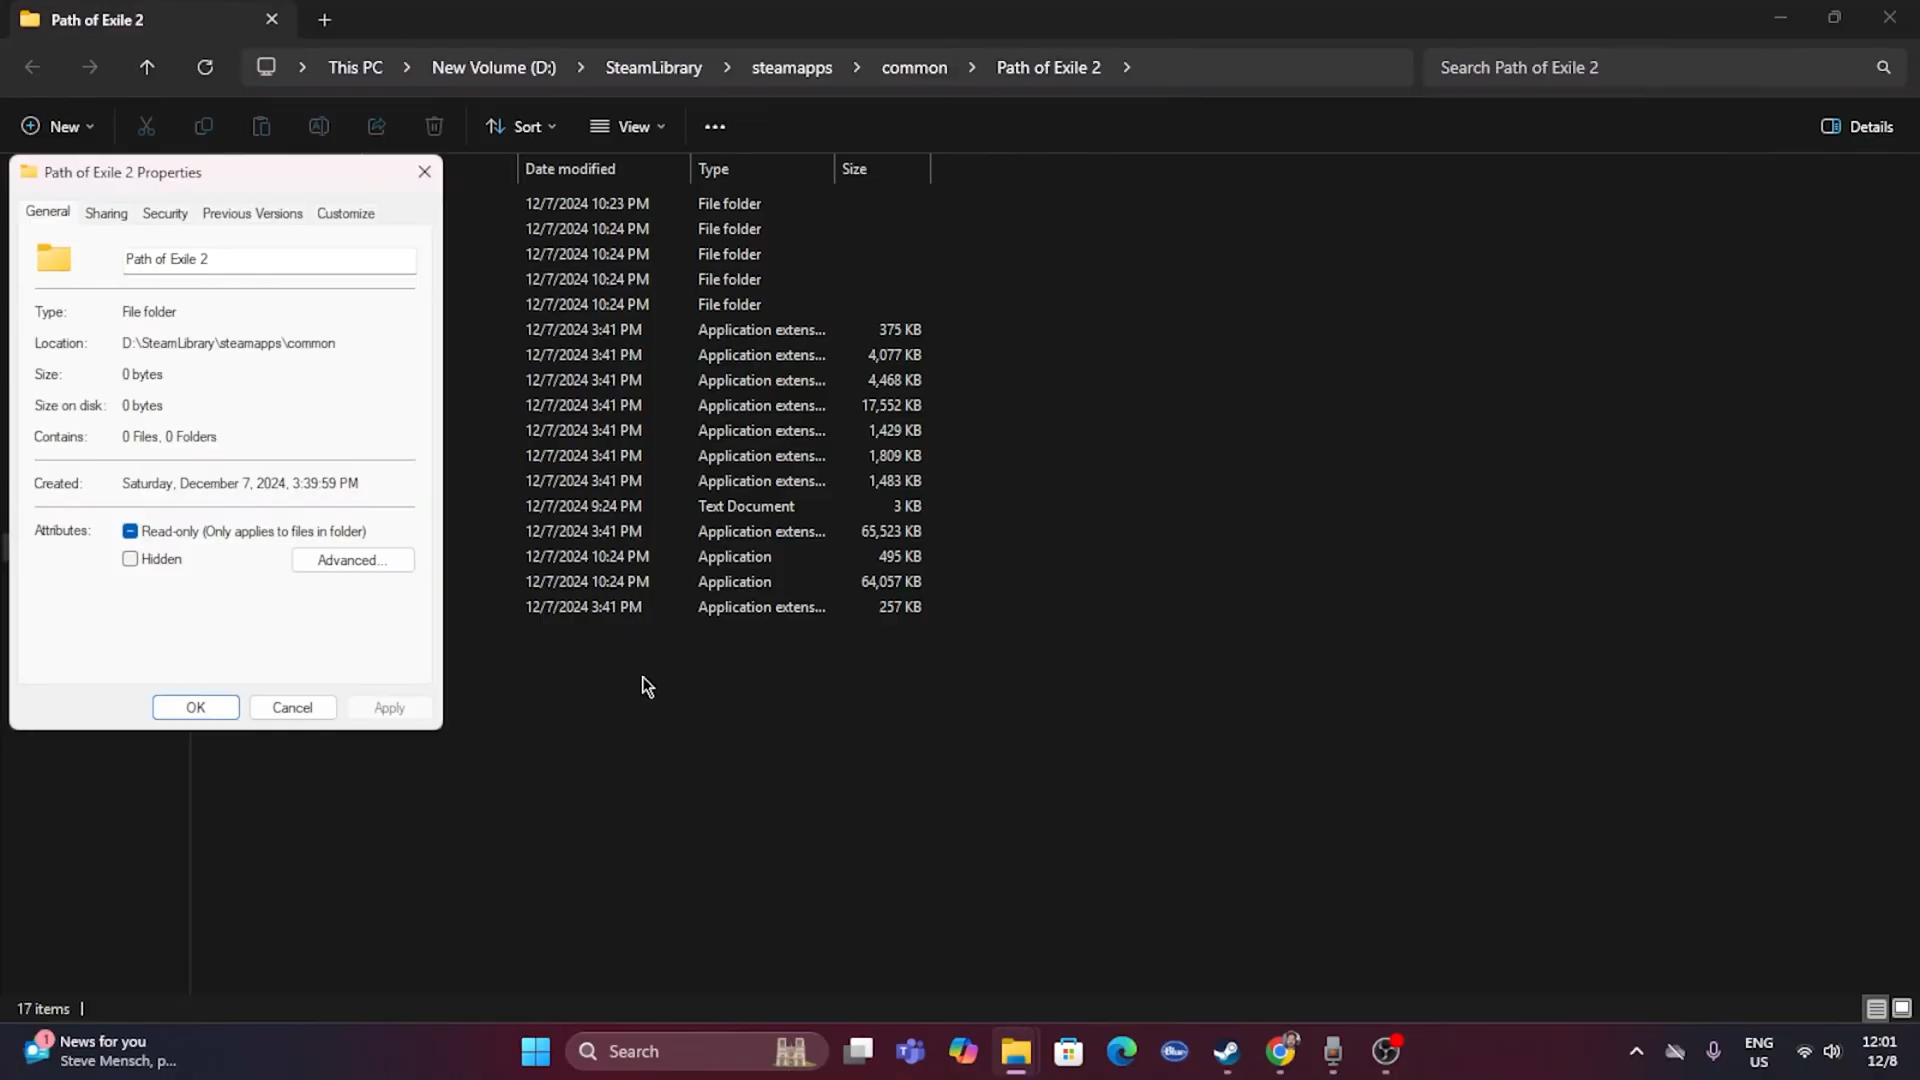 Path of Exile 2
This PC > New Volume (D:) > SteamLibrary > steamapps > common > Path of Exile 2 >
Search Path of Exile 2
New
Sort
View
Details
Path of Exile 2 Properties
General Sharing Security Previous Versions Customize
Path of Exile 2
Type: File folder
Location: D:\SteamLibrary\steamapps\common
Size: 0 bytes
Size on disk: 0 bytes
Contains: 0 Files, 0 Folders
Created: Saturday, December 7, 2024, 3:39:59 PM
Attributes: Read-only (Only applies to files in folder)
Hidden
Advanced...
OK Cancel Apply
Date modified Type Size
12/7/2024 10:23 PM File folder
12/7/2024 10:24 PM File folder
12/7/2024 10:24 PM File folder
12/7/2024 10:24 PM File folder
12/7/2024 10:24 PM File folder
12/7/2024 3:41 PM Application extens... 375 KB
12/7/2024 3:41 PM Application extens... 4,077 KB
12/7/2024 3:41 PM Application extens... 4,468 KB
12/7/2024 3:41 PM Application extens... 17,552 KB
12/7/2024 3:41 PM Application extens... 1,429 KB
12/7/2024 3:41 PM Application extens... 1,809 KB
12/7/2024 3:41 PM Application extens... 1,483 KB
12/7/2024 9:24 PM Text Document 3 KB
12/7/2024 3:41 PM Application extens... 65,523 KB
12/7/2024 10:24 PM Application 495 KB
12/7/2024 10:24 PM Application 64,057 KB
12/7/2024 3:41 PM Application extens... 257 KB
17 items
1
News for you
Steve Mensch, p...
Search
Blue
ENG
US
12:01
12/8